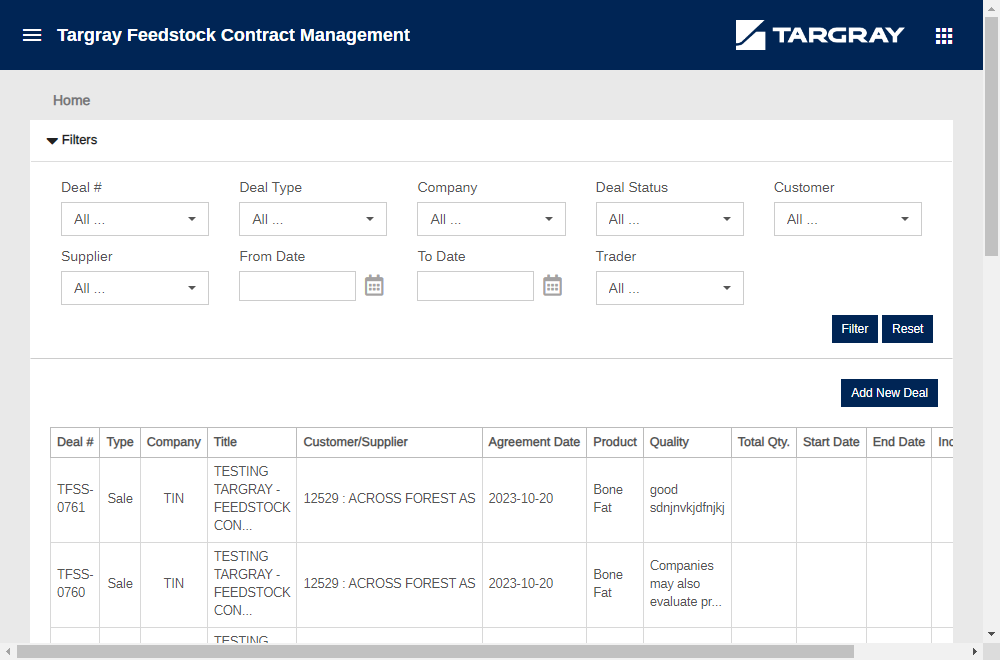 Targray Feedstock Contract Management
TARGRAY
Home
Filters
Deal # Deal Type Company Deal Status Customer
All ... All ... All ... All ... All ...
Supplier From Date To Date Trader
All ... All ...
Filter Reset
Add New Deal
Deal # Type Company Title Customer/Supplier Agreement Date Product Quality Total Qty. Start Date End Date Inc
TFSS-
0761
Sale
TIN
TESTING
TARGRAY -
FEEDSTOCK
CON...
12529 : ACROSS FOREST AS
2023-10-20
Bone
Fat
good
sdnjnvkjdfnjkj
TFSS-
0760
Sale
TIN
TESTING
TARGRAY -
FEEDSTOCK
CON...
12529 : ACROSS FOREST AS
2023-10-20
Bone
Fat
Companies
may also
evaluate pr...
TESTING